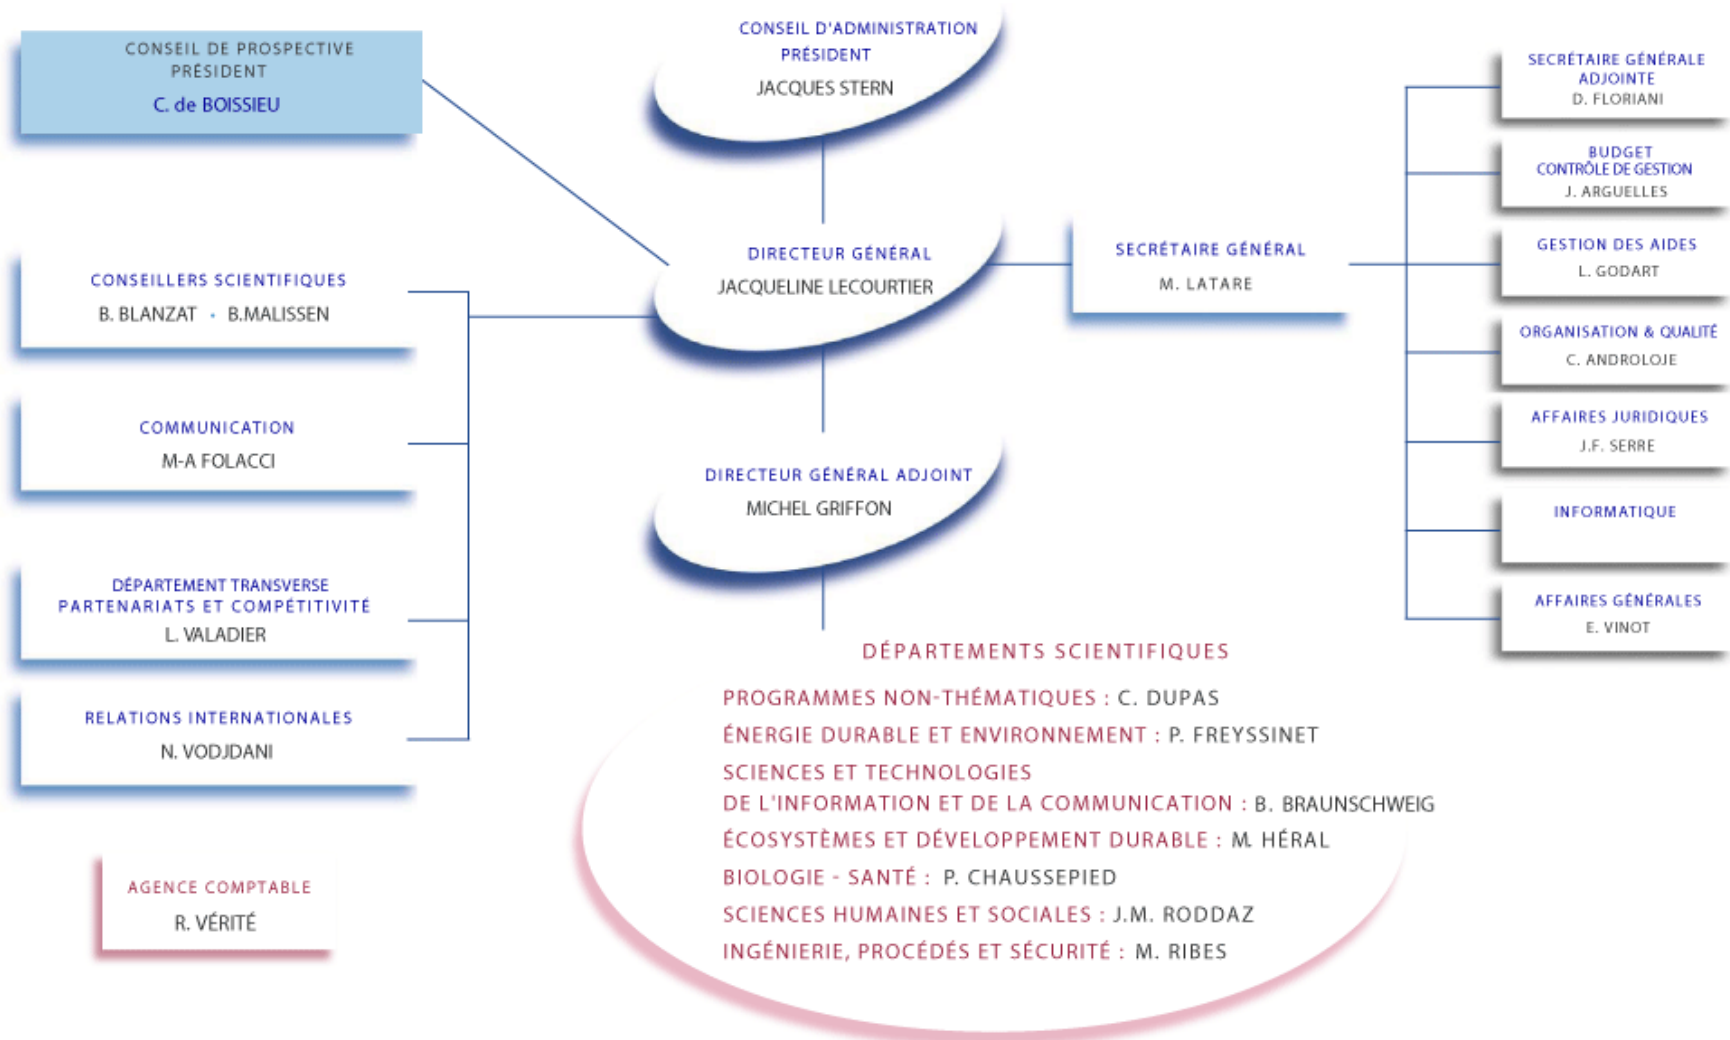 CONSEIL DE PROSPECTIVE
PRÉSIDENT
C. de BOISSIEU
CONSEIL D'ADMINISTRATION
PRÉSIDENT
JACQUES STERN
DIRECTEUR GÉNÉRAL
JACQUELINE LECOURTIER
DIRECTEUR GÉNÉRAL ADJOINT
MICHEL GRIFFON
CONSEILLERS SCIENTIFIQUES
B. BLANZAT • B.MALISSEN
COMMUNICATION
M-A FOLACCI
DÉPARTEMENT TRANSVERSE
PARTENARIATS ET COMPÉTITIVITÉ
L. VALADIER
RELATIONS INTERNATIONALES
N. VODJDANI
AGENCE COMPTABLE
R. VÉRITÉ
SECRÉTAIRE GÉNÉRAL
M. LATARE
SECRÉTAIRE GÉNÉRALE
ADJOINTE
D. FLORIANI
BUDGET
CONTRÔLE DE GESTION
J. ARGUELLES
GESTION DES AIDES
L. GODART
ORGANISATION & QUALITÉ
C. ANDROLOJE
AFFAIRES JURIDIQUES
J.F. SERRE
INFORMATIQUE
AFFAIRES GÉNÉRALES
E. VINOT
DÉPARTEMENTS SCIENTIFIQUES
PROGRAMMES NON-THÉMATIQUES : C. DUPAS
ÉNERGIE DURABLE ET ENVIRONNEMENT : P. FREYSSINET
SCIENCES ET TECHNOLOGIES
DE L'INFORMATION ET DE LA COMMUNICATION : B. BRAUNSCHWEIG
ÉCOSYSTÈMES ET DÉVELOPPEMENT DURABLE : M. HÉRAL
BIOLOGIE - SANTÉ : P. CHAUSSEPIED
SCIENCES HUMAINES ET SOCIALES : J.M. RODDAZ
INGÉNIERIE, PROCÉDÉS ET SÉCURITÉ : M. RIBES